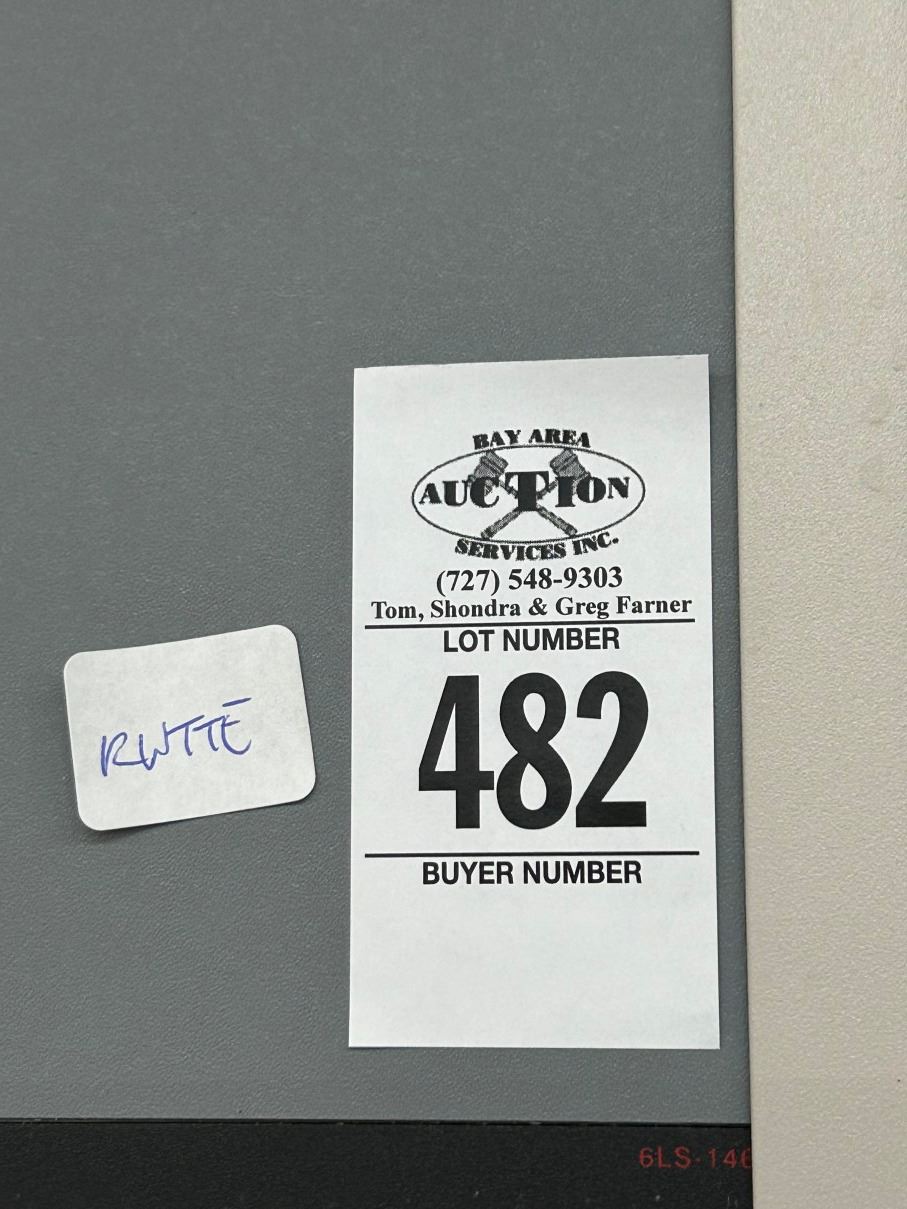 BAY AREA
AUCTION
SERVICES INC.
(727) 548-9303
Tom, Shondra & Greg Farner
LOT NUMBER
482
BUYER NUMBER
RWTTE
6LS-146